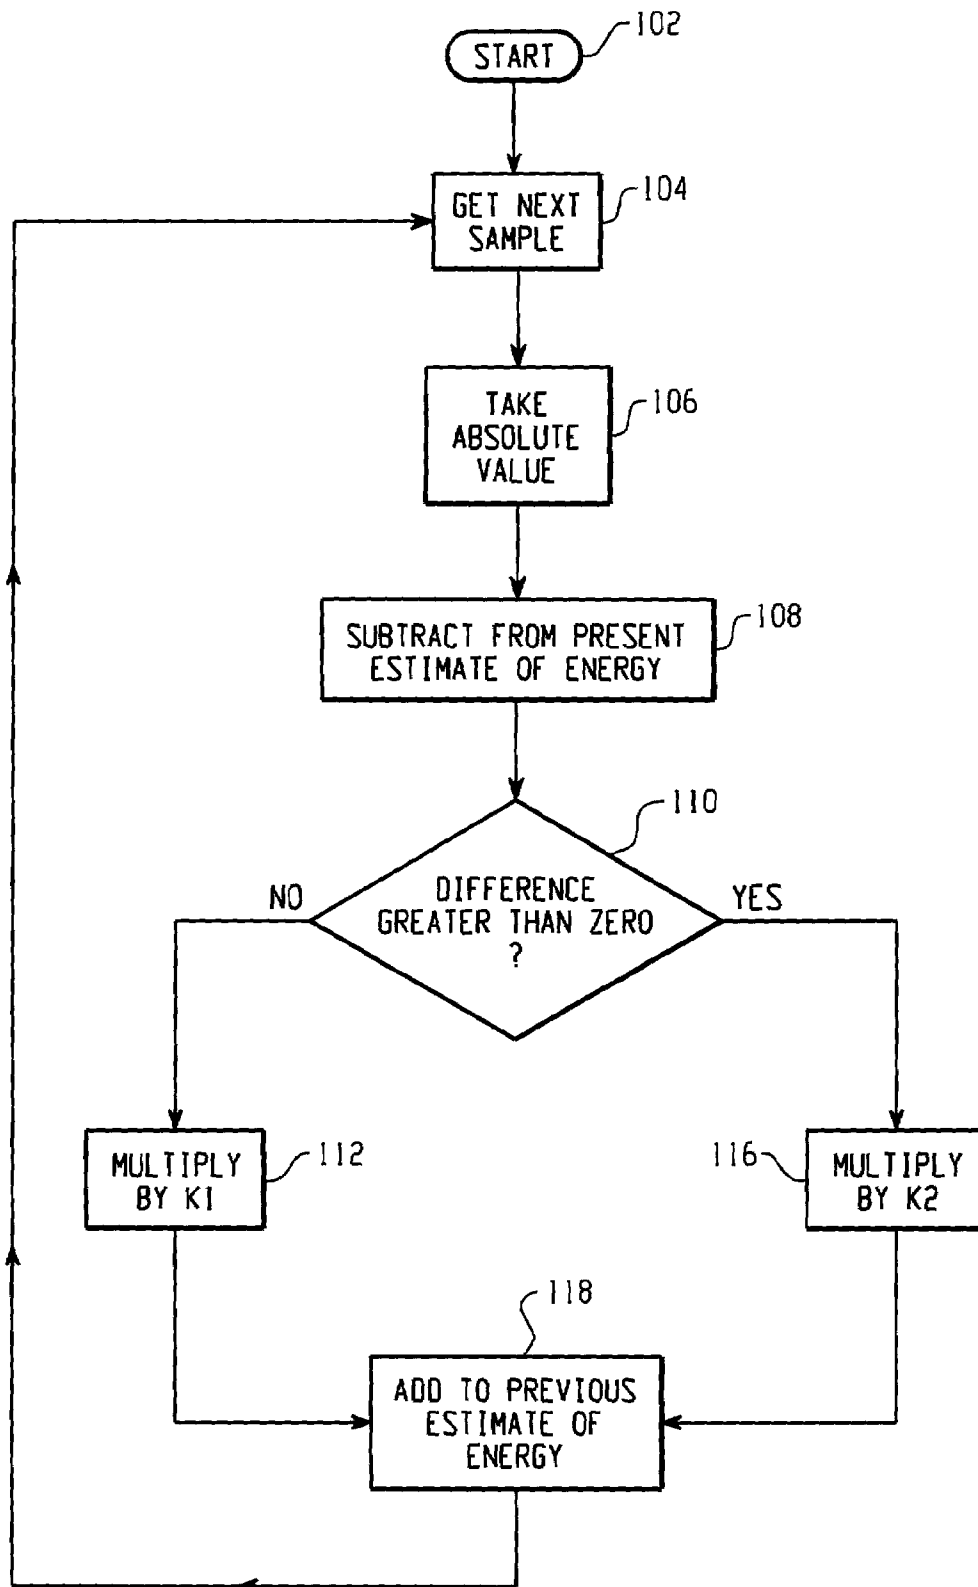 START
102
GET NEXT
SAMPLE
104
TAKE
ABSOLUTE
VALUE
106
SUBTRACT FROM PRESENT
ESTIMATE OF ENERGY
108
110
DIFFERENCE
GREATER THAN ZERO
?
NO
YES
MULTIPLY
BY K1
112
116
MULTIPLY
BY K2
118
ADD TO PREVIOUS
ESTIMATE OF
ENERGY